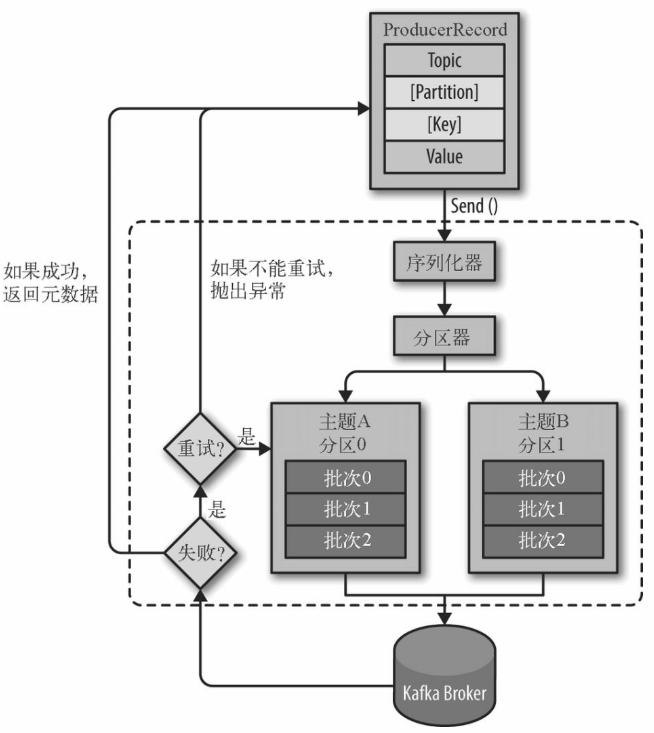 ProducerRecord
Topic
[Partition]
[Key]
Value
Send ()
序列化器
如果成功，
返回元数据
如果不能重试，
抛出异常
分区器
主题A
分区0
批次0
批次1
批次2
主题B
分区1
批次0
批次1
批次2
重试?
是
是
失败?
Kafka Broker